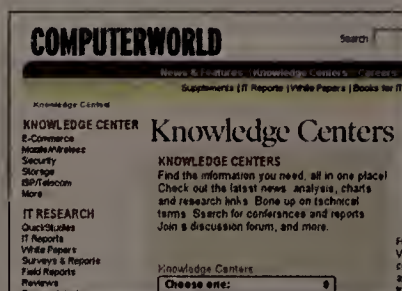 COMPUTERWORLD
Search
News & Features | Knowledge Centers Careers
Supplements | IT Reports | White Papers | Books for IT
Knowledge Centers
KNOWLEDGE CENTER
E-Commerce
Mobile/Wireless
Security
Storage
ISP/Telecom
More
IT RESEARCH
QuickStudies
IT Reports
White Papers
Surveys & Reports
Field Reports
Reviews
Knowledge Centers
KNOWLEDGE CENTERS
Find the information you need, all in one place!
Check out the latest news, analysis, charts
and research links. Bone up on technical
terms. Search for conferences and reports.
Join a discussion forum, and more.
Knowledge Centers
Choose one: